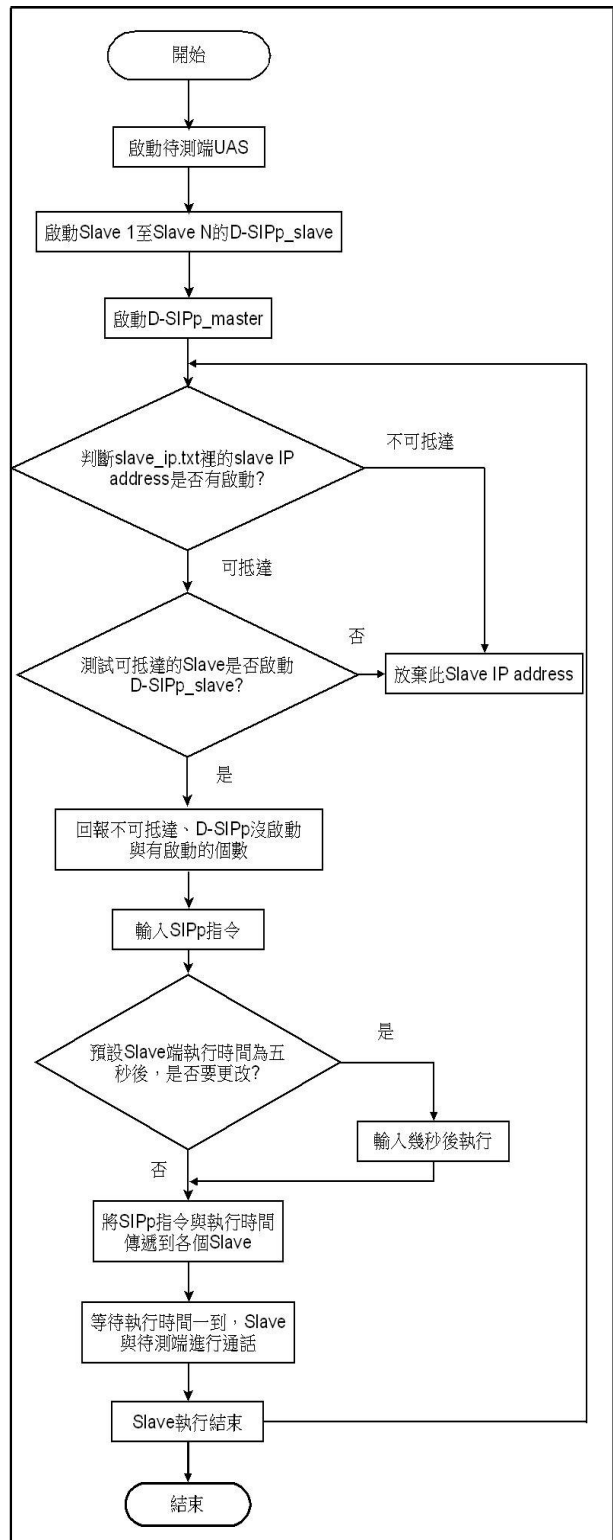 開始
啟動待測端UAS
啟動Slave 1至Slave N的D-SIPp_slave
啟動D-SIPp_master
判斷slave_ip.txt裡的slave IP
address是否有啟動?
不可抵達
可抵達
測試可抵達的Slave是否啟動
D-SIPp_slave?
否
放棄此Slave IP address
是
回報不可抵達、D-SIPp沒啟動
與有啟動的個數
輸入SIPp指令
預設Slave端執行時間為五
秒後，是否要更改?
是
輸入幾秒後執行
否
將SIPp指令與執行時間
傳遞到各個Slave
等待執行時間一到，Slave
與待測端進行通話
Slave執行結束
結束